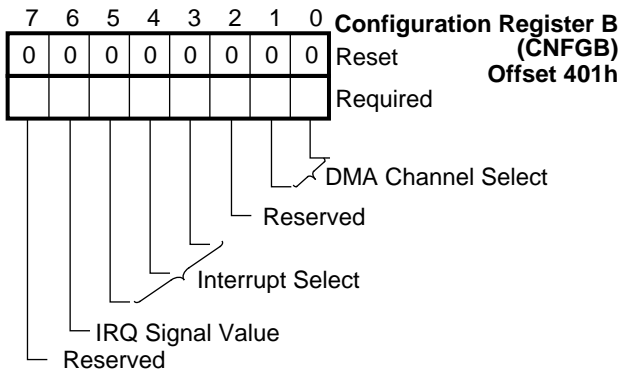 7 6 5 4 3 2 1 0 Configuration Register B
(CNFGB)
0 0 0 0 0 0 0 0 Reset
Offset 401h
Required
DMA Channel Select
Reserved
Interrupt Select
IRQ Signal Value
Reserved